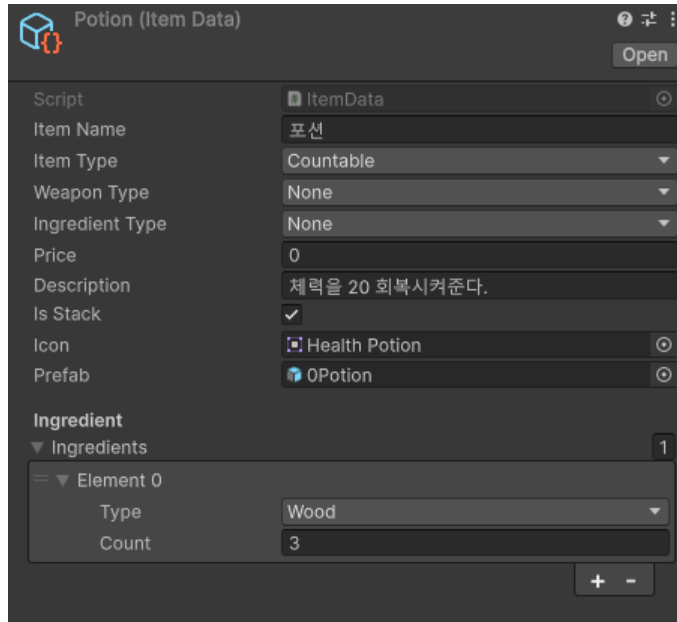 Potion (Item Data)
Open
Script ItemData
Item Name 포션
Item Type Countable
Weapon Type None
Ingredient Type None
Price 0
Description 체력을 20 회복시켜준다.
Is Stack
Icon Health Potion
Prefab 0Potion
Ingredient
Ingredients 1
Element 0
Type Wood
Count 3
+ -